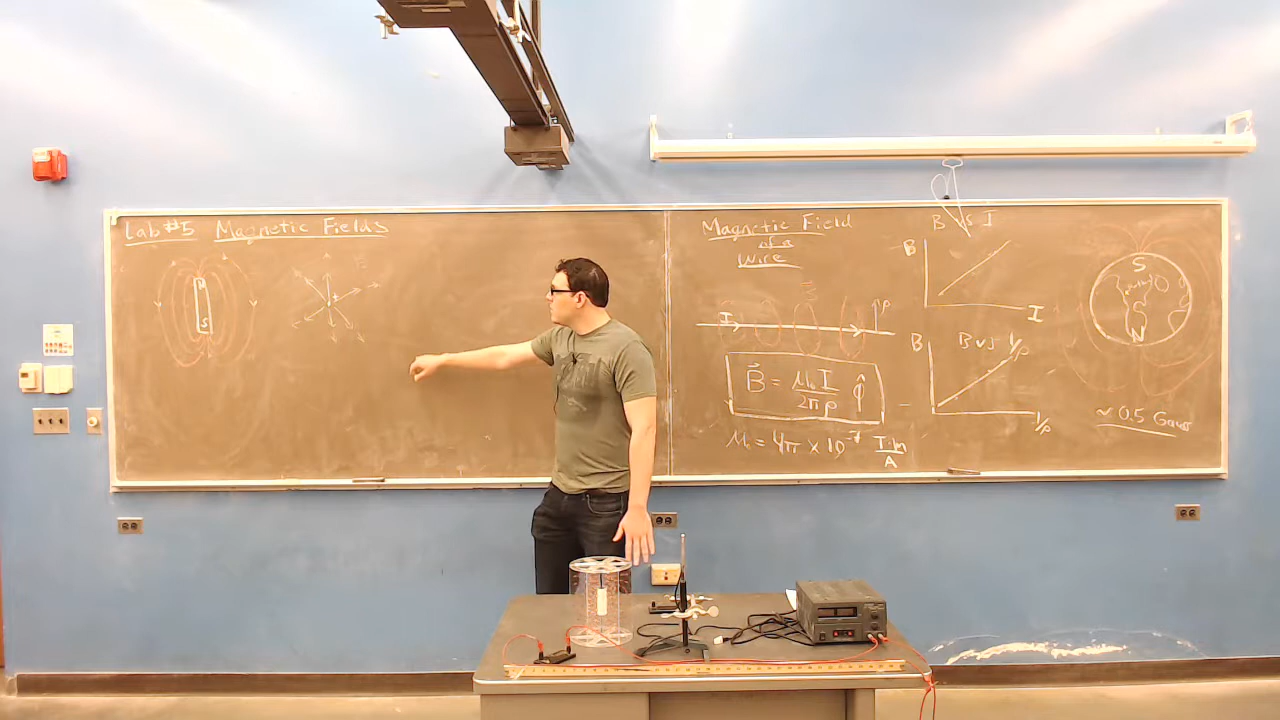 Lab #5 Magnetic Fields
N
S
Magnetic Field
of a
Wire
I
ρ
B⃗ = μ₀I / 2πρ φ̂
μ₀ = 4π × 10⁻⁷ T·m / A
B vs I
B
I
B vs 1/ρ
B
1/ρ
S
N
~0.5 Gauss